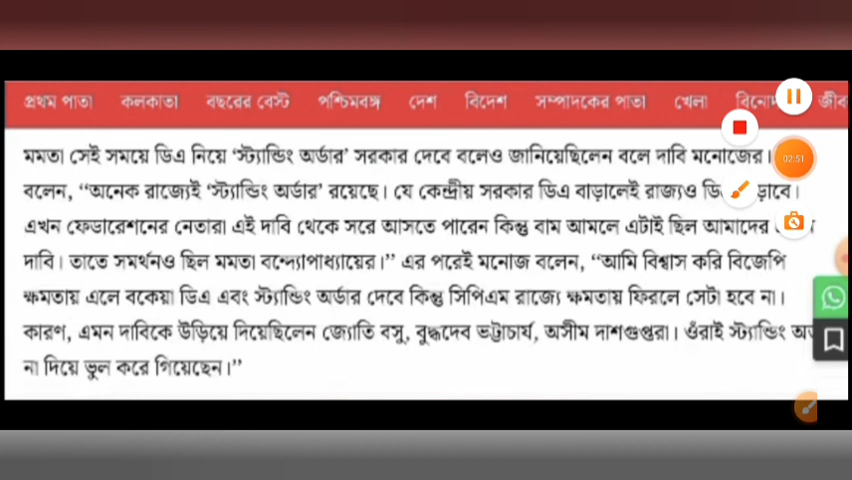 প্রথম পাতা কলকাতা বছরের বেস্ট পশ্চিমবঙ্গ দেশ বিদেশ সম্পাদকের পাতা খেলা
মমতা সেই সময়ে ডিএ নিয়ে ‘স্ট্যান্ডিং অর্ডার’ সরকার দেবে বলেও জানিয়েছিলেন বলে দাবি মনোজের।
02:51
বলেন, ‘‘অনেক রাজ্যেই ‘স্ট্যান্ডিং অর্ডার’ রয়েছে। যে কেন্দ্রীয় সরকার ডিএ বাড়ালেই রাজ্যও
এখন ফেডারেশনের নেতারা এই দাবি থেকে সরে আসতে পারেন কিন্তু বাম আমলে এটাই ছিল আমাদের
দাবি। তাতে সমর্থনও ছিল মমতা বন্দ্যোপাধ্যায়ের।’’ এর পরেই মনোজ বলেন, ‘‘আমি বিশ্বাস করি বিজেপি
ক্ষমতায় এলে বকেয়া ডিএ এবং স্ট্যান্ডিং অর্ডার দেবে কিন্তু সিপিএম রাজ্যে ক্ষমতায় ফিরলে সেটা হবে না।
কারণ, এমন দাবিকে উড়িয়ে দিয়েছিলেন জ্যোতি বসু, বুদ্ধদেব ভট্টাচার্য, অসীম দাশগুপ্তরা। ওঁরাই স্ট্যান্ডিং
না দিয়ে ভুল করে গিয়েছেন।’’